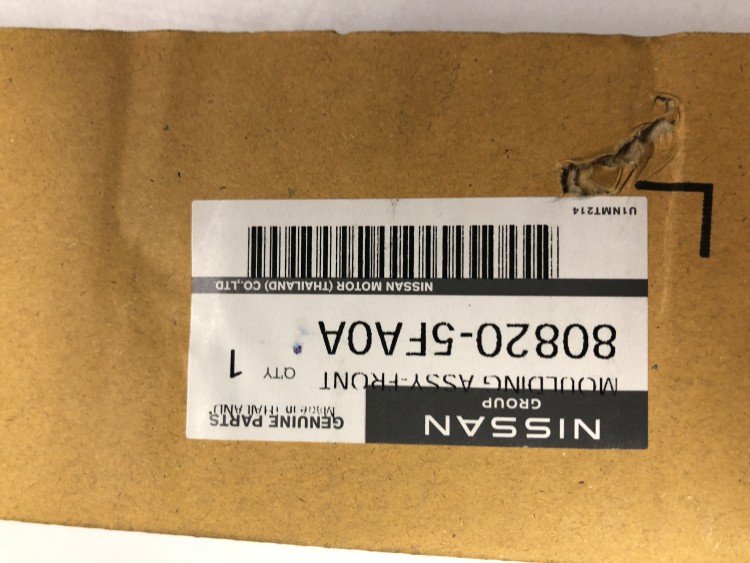 NISSAN
GROUP
GENUINE PARTS
Made in THAILAND
MOULDING ASSY-FRONT
QTY 1
80820-5FA0A
NISSAN MOTOR (THAILAND) CO.,LTD
U1NMT214